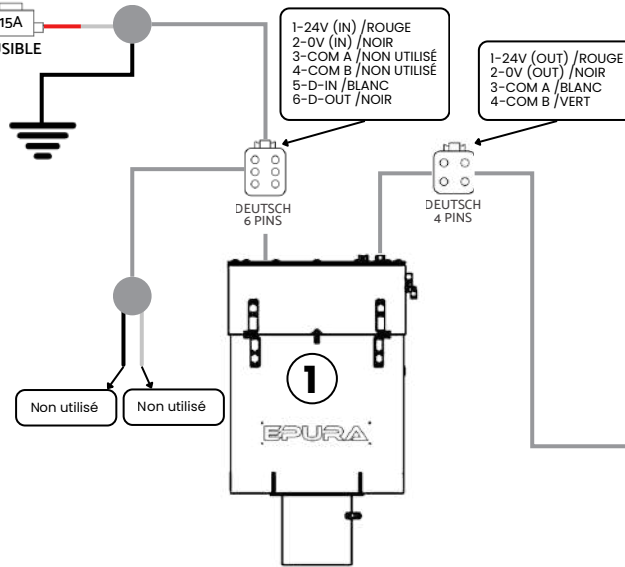 15A
USIBLE
1-24V (IN) /ROUGE
2-0V (IN) /NOIR
3-COM A /NON UTILISÉ
4-COM B /NON UTILISÉ
5-D-IN /BLANC
6-D-OUT /NOIR
1-24V (OUT) /ROUGE
2-0V (OUT) /NOIR
3-COM A /BLANC
4-COM B /VERT
DEUTSCH
6 PINS
DEUTSCH
4 PINS
Non utilisé
Non utilisé
1
EPURA